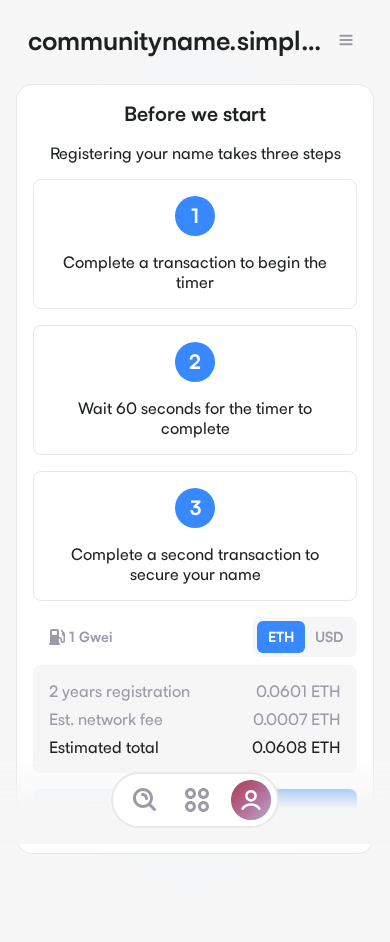 communityname.simpl...
Before we start
Registering your name takes three steps
1
Complete a transaction to begin the
timer
2
Wait 60 seconds for the timer to
complete
3
Complete a second transaction to
secure your name
1 Gwei
ETH USD
2 years registration 0.0601 ETH
Est. network fee 0.0007 ETH
Estimated total 0.0608 ETH